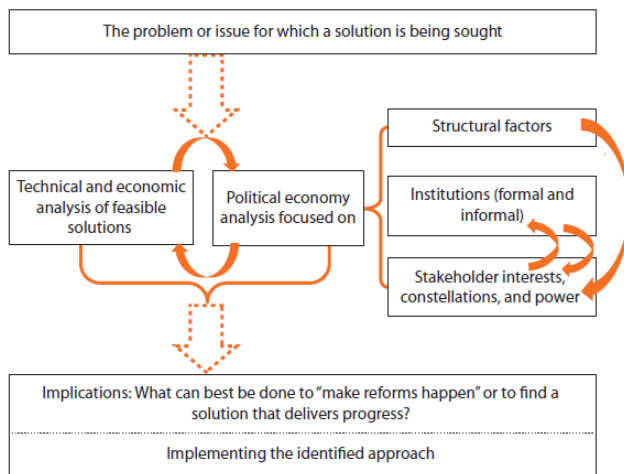 The problem or issue for which a solution is being sought
Structural factors
Technical and economic
analysis of feasible
solutions
Political economy
analysis focused on
Institutions (formal and
informal)
Stakeholder interests,
constellations, and power
Implications: What can best be done to “make reforms happen” or to find a
solution that delivers progress?
Implementing the identified approach